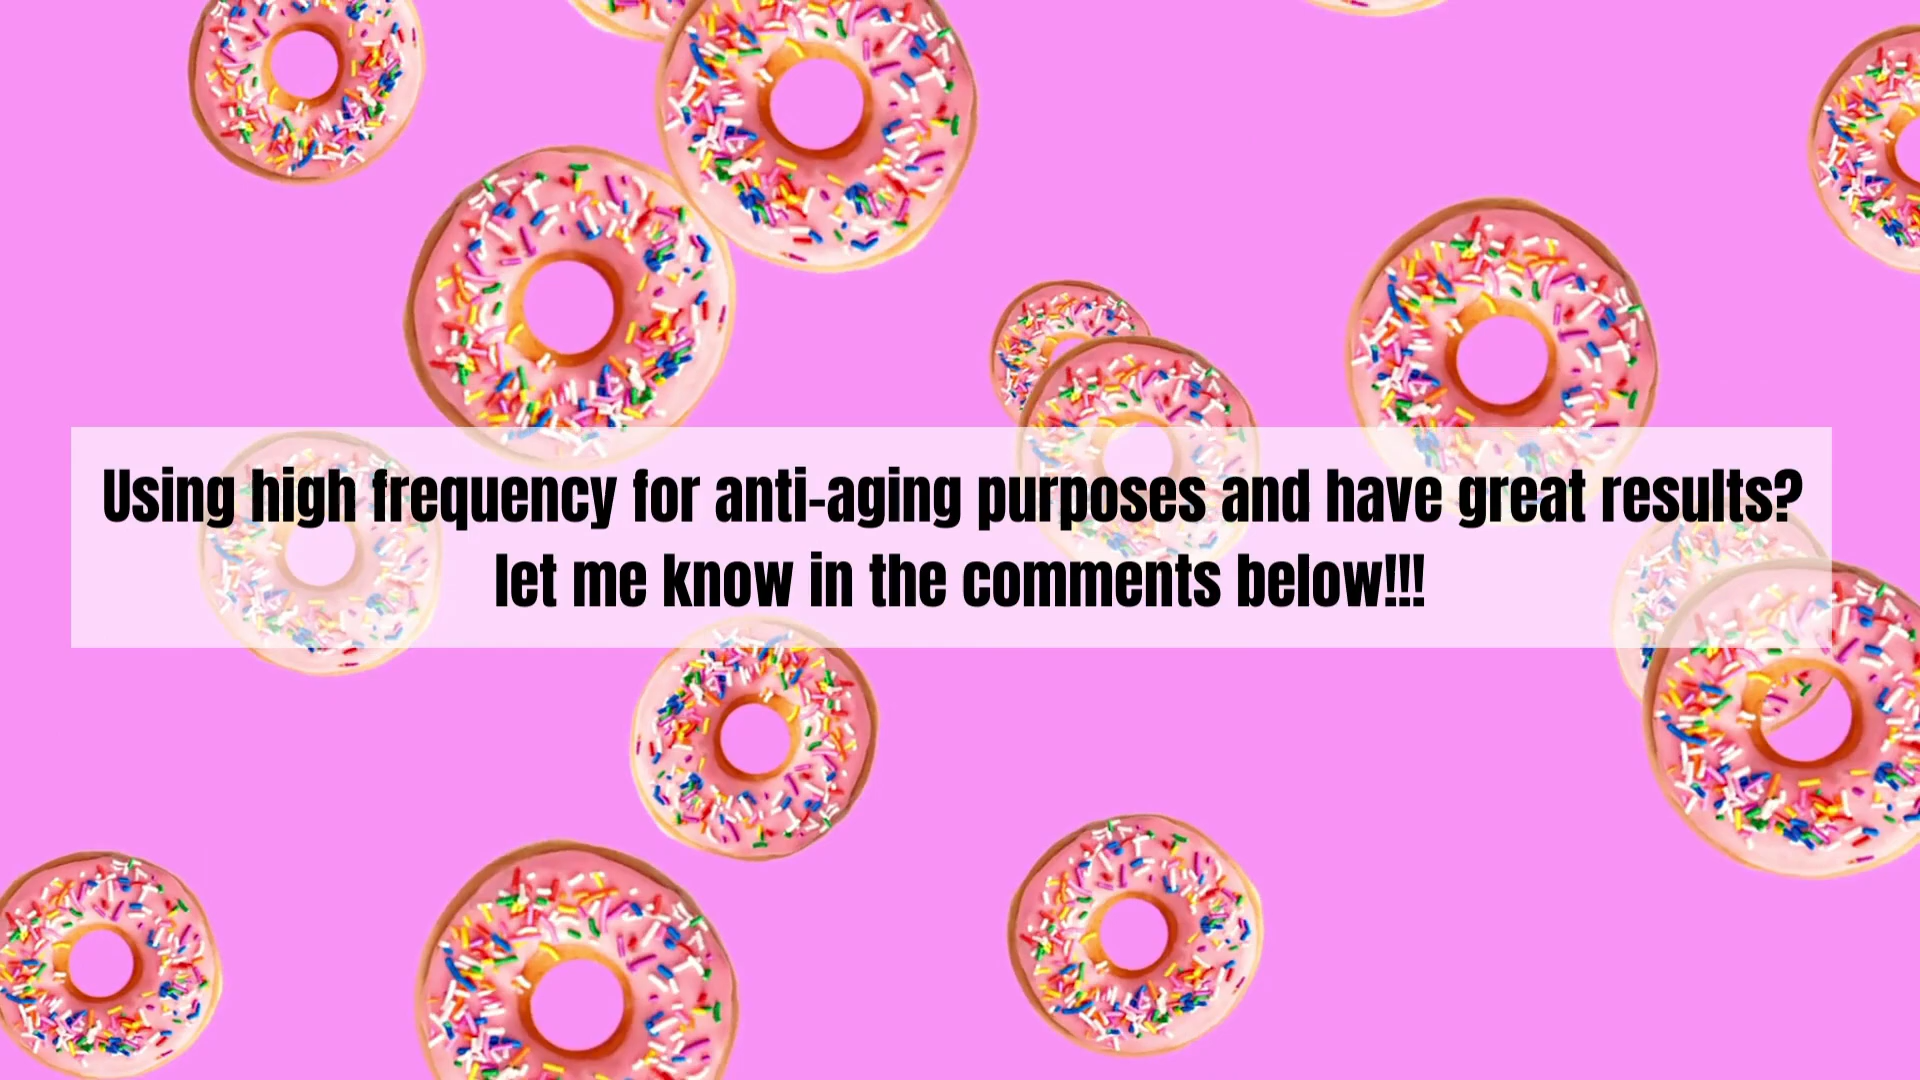 Using high frequency for anti-aging purposes and have great results?
let me know in the comments below!!!